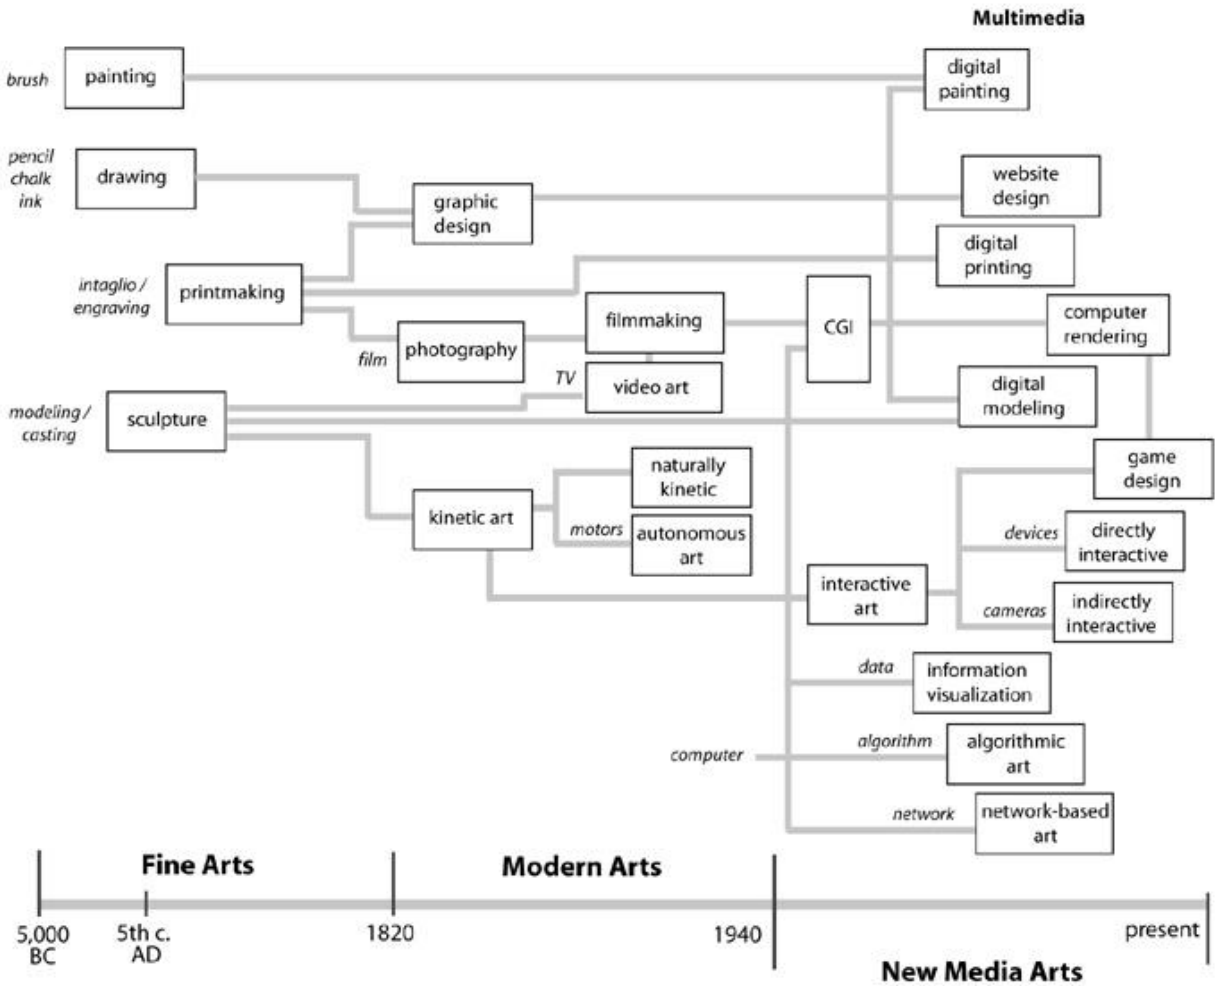 Multimedia
brush
painting
digital
painting
pencil
chalk
ink
drawing
graphic
design
website
design
digital
printing
intaglio /
engraving
printmaking
film
photography
filmmaking
CGI
computer
rendering
TV
video art
digital
modeling
modeling /
casting
sculpture
naturally
kinetic
game
design
kinetic art
motors
autonomous
art
devices
directly
interactive
interactive
art
cameras
indirectly
interactive
data
information
visualization
computer
algorithm
algorithmic
art
network
network-based
art
Fine Arts
Modern Arts
5,000
BC
5th c.
AD
1820
1940
present
New Media Arts